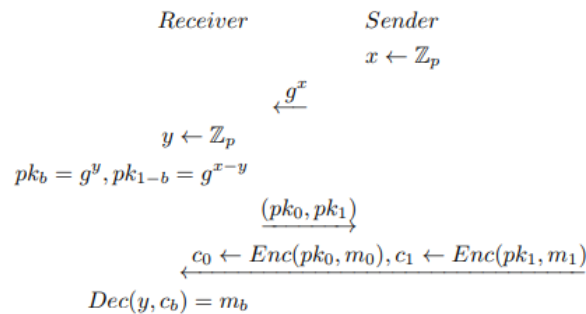 Receiver Sender
x ← ℤ_p
g^x
y ← ℤ_p
pk_b = g^y, pk_{1−b} = g^{x−y}
(pk_0, pk_1)
c_0 ← Enc(pk_0, m_0), c_1 ← Enc(pk_1, m_1)
Dec(y, c_b) = m_b